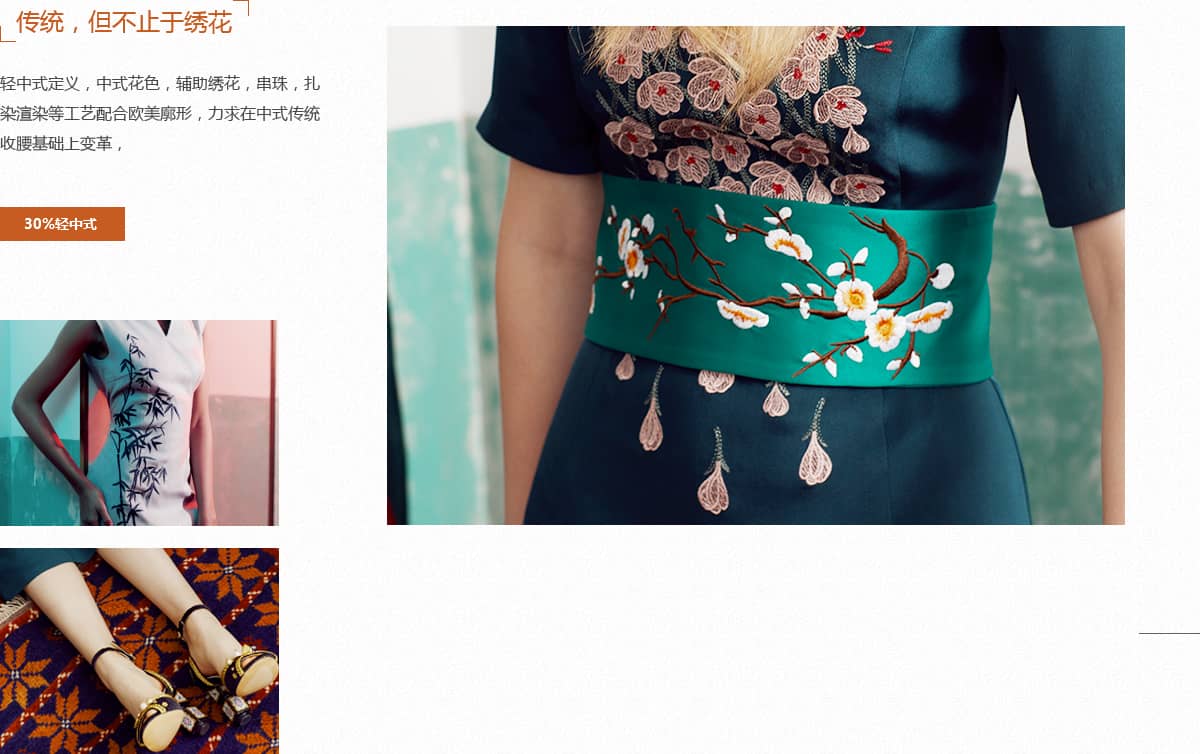 传统，但不止于绣花
轻中式定义，中式花色，辅助绣花，串珠，扎
染渲染等工艺配合欧美廓形，力求在中式传统
收腰基础上变革，
30%轻中式